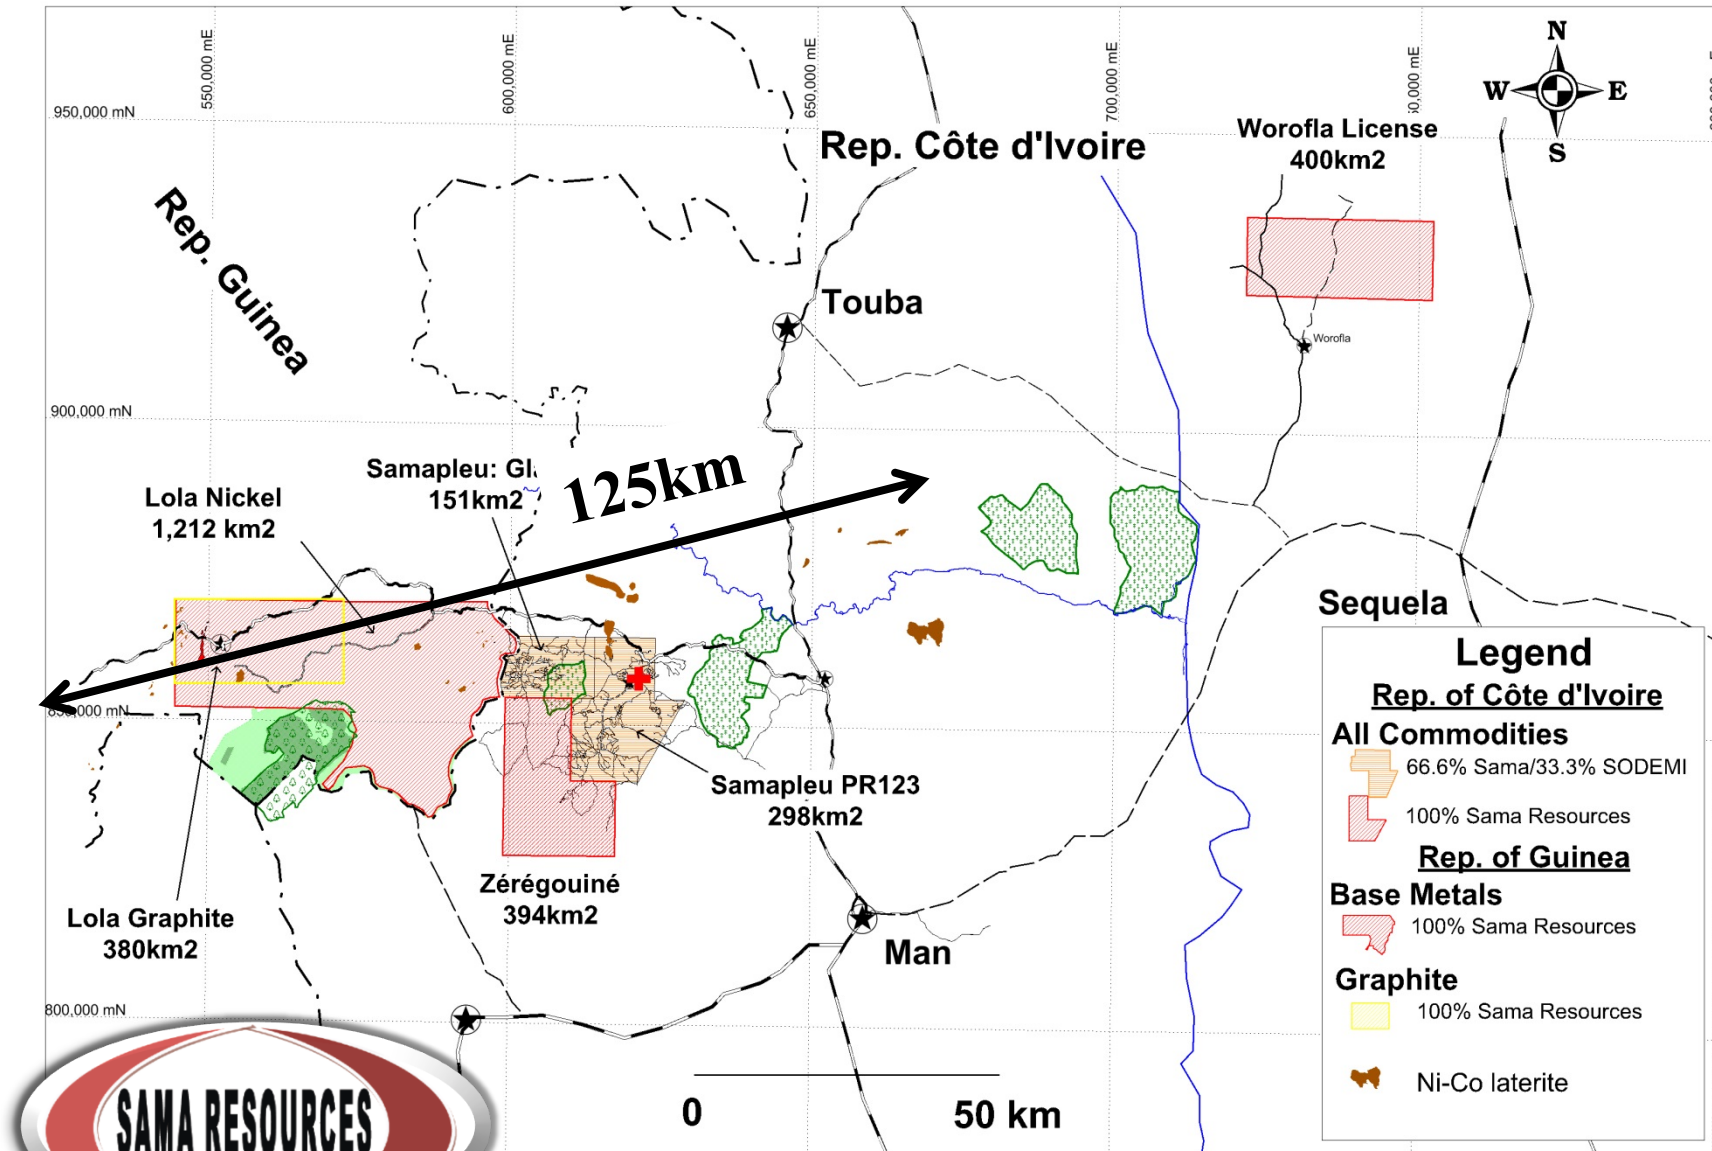 550,000 mE
600,000 mE
650,000 mE
700,000 mE
950,000 mN
900,000 mN
850,000 mN
800,000 mN
N
W
E
S
Rep. Côte d'Ivoire
Worofla License
400km2
Rep. Guinea
Touba
Worofla
Samapleu:
151km2
125km
Lola Nickel
1,212 km2
Sequela
Samapleu PR123
298km2
Zérégouiné
394km2
Lola Graphite
380km2
Man
0
50 km
Legend
Rep. of Côte d'Ivoire
All Commodities
66.6% Sama/33.3% SODEMI
100% Sama Resources
Rep. of Guinea
Base Metals
100% Sama Resources
Graphite
100% Sama Resources
Ni-Co laterite
SAMA RESOURCES